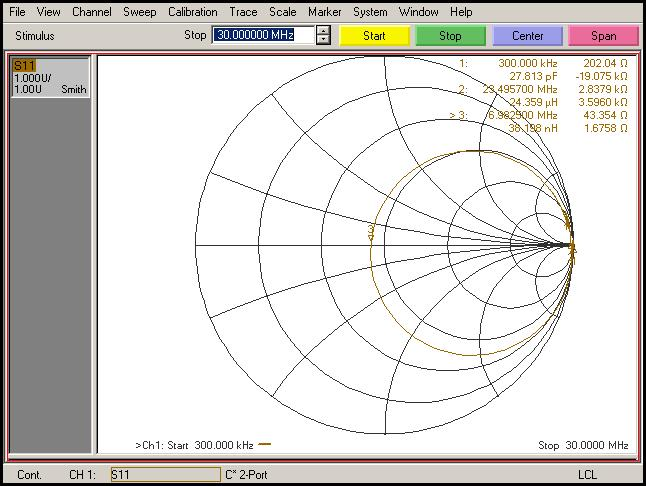 File View Channel Sweep Calibration Trace Scale Marker System Window Help
Stimulus Stop 30.000000 MHz Start Stop Center Span
S11
1.000U/
1.00U Smith
1: 300.000 kHz 202.04 Ω
27.813 pF -19.075 kΩ
2: 23.495700 MHz 2.8379 kΩ
24.359 µH 3.5960 kΩ
> 3: 6.982500 MHz 43.354 Ω
38.198 nH 1.6758 Ω
3
>Ch1: Start 300.000 kHz Stop 30.0000 MHz
Cont. CH 1: S11 C* 2-Port LCL